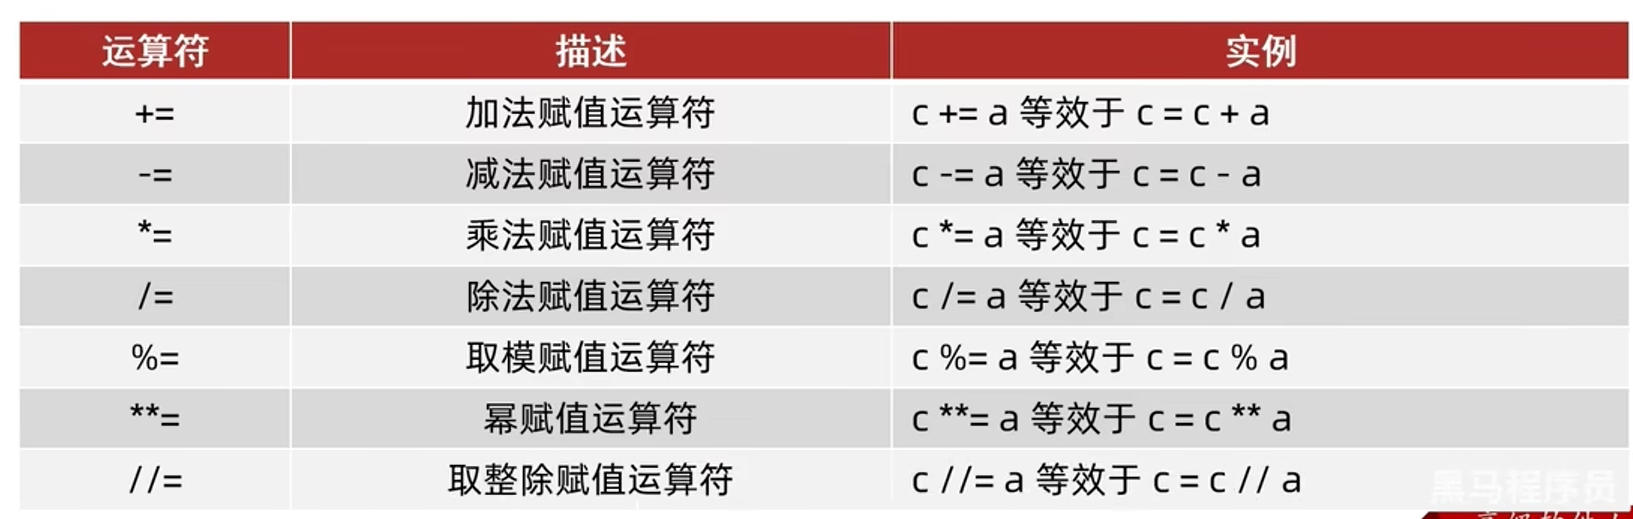 运算符 描述 实例
+= 加法赋值运算符 c += a 等效于 c = c + a
-= 减法赋值运算符 c -= a 等效于 c = c - a
*= 乘法赋值运算符 c *= a 等效于 c = c * a
/= 除法赋值运算符 c /= a 等效于 c = c / a
%= 取模赋值运算符 c %= a 等效于 c = c % a
**= 幂赋值运算符 c **= a 等效于 c = c ** a
//= 取整除赋值运算符 c //= a 等效于 c = c // a
黑马程序员